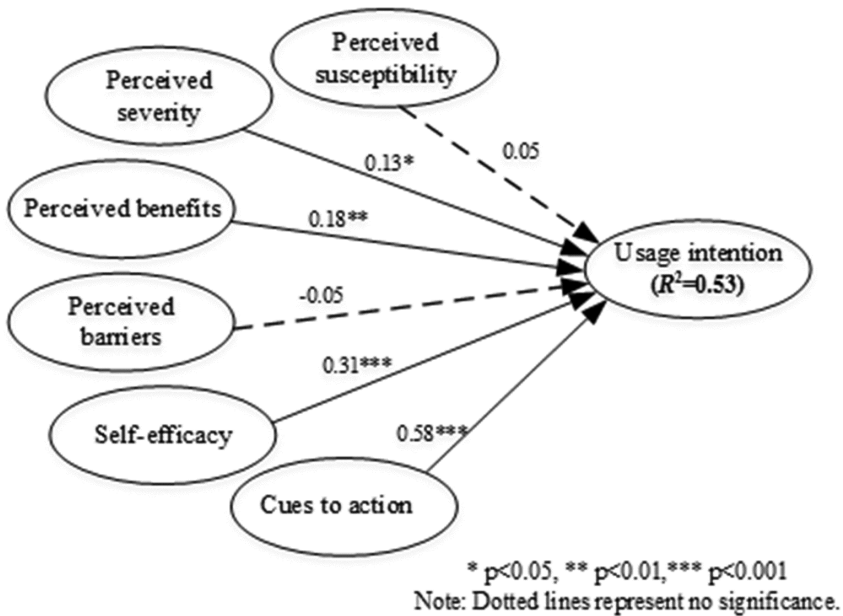 Perceived
susceptibility
Perceived
severity
0.05
0.13*
Perceived benefits
0.18**
Usage intention
(R²=0.53)
Perceived
barriers
-0.05
0.31***
Self-efficacy
0.58***
Cues to action
* p<0.05, ** p<0.01,*** p<0.001
Note: Dotted lines represent no significance.